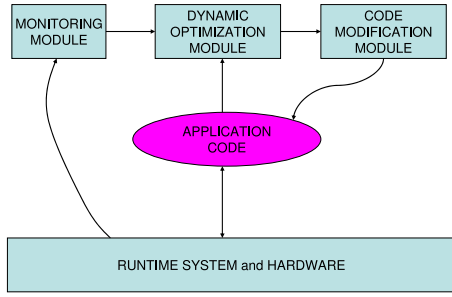 MONITORING
MODULE
DYNAMIC
OPTIMIZATION
MODULE
CODE
MODIFICATION
MODULE
APPLICATION
CODE
RUNTIME SYSTEM and HARDWARE